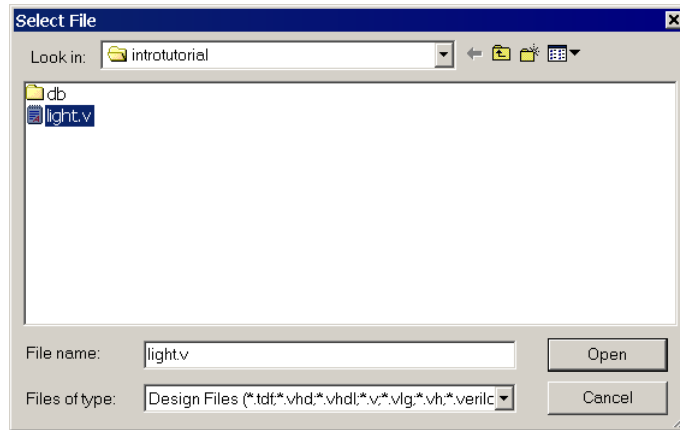 Select File
Look in: introtutorial
db
light.v
File name: light.v Open
Files of type: Design Files (*.tdf;*.vhd;*.vhdl;*.v;*.vlg;*.vh;*.verilc Cancel